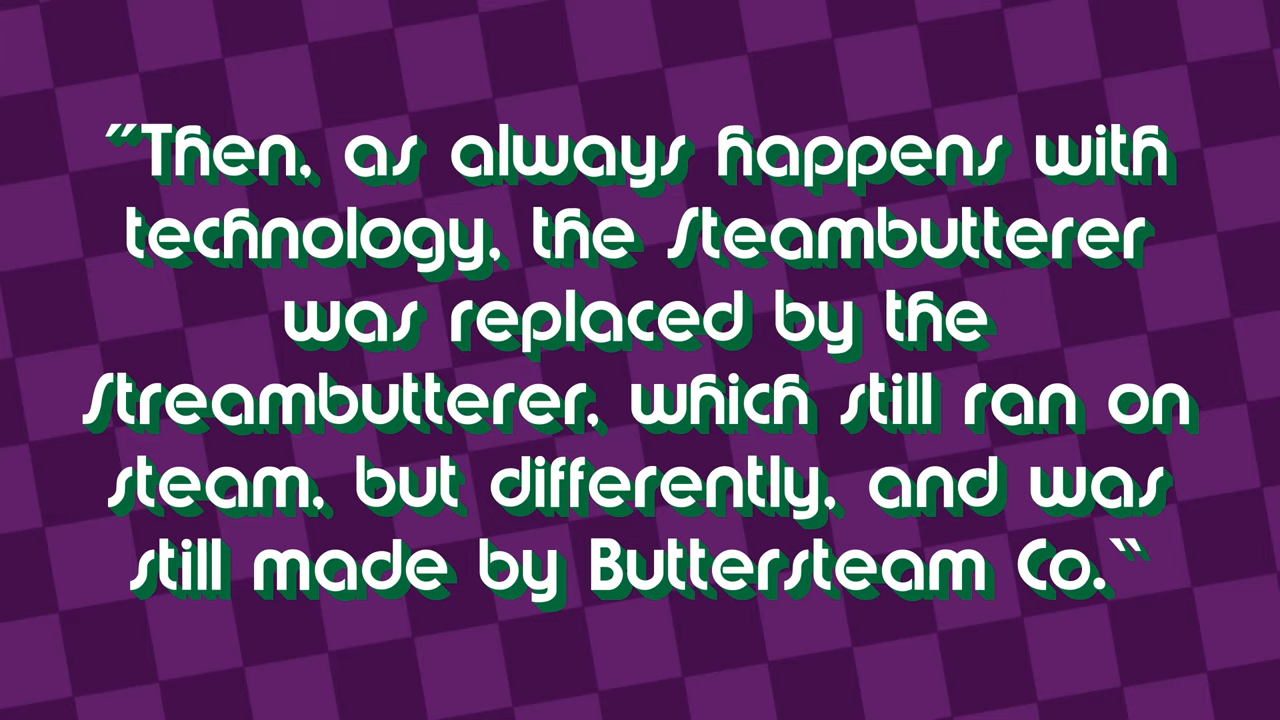 "Then, as always happens with
technology, the Steambutterer
was replaced by the
Streambutterer, which still ran on
steam, but differently, and was
still made by Buttersteam Co."